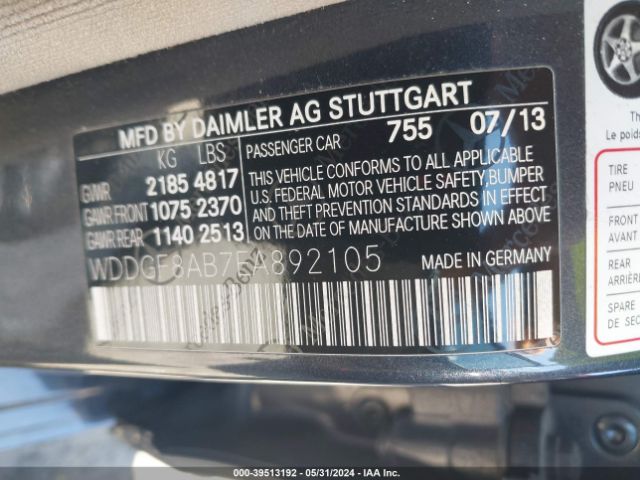 MFD BY DAIMLER AG STUTTGART
KG LBS
PASSENGER CAR 755 07/13
GVWR 2185 4817
GAWR FRONT 1075 2370
GAWR REAR 1140 2513
THIS VEHICLE CONFORMS TO ALL APPLICABLE
U.S. FEDERAL MOTOR VEHICLE SAFETY,BUMPER
AND THEFT PREVENTION STANDARDS IN EFFECT
ON THE DATE OF MANUFACTURE SHOWN ABOVE
WDDGF8AB7EA892105
MADE IN GERMANY
Th
Le poids
TIRE
PNEU
FRONT
AVANT
REAR
ARRIÈRE
SPARE
DE SEC
000-39513192 - 05/31/2024 - IAA Inc.